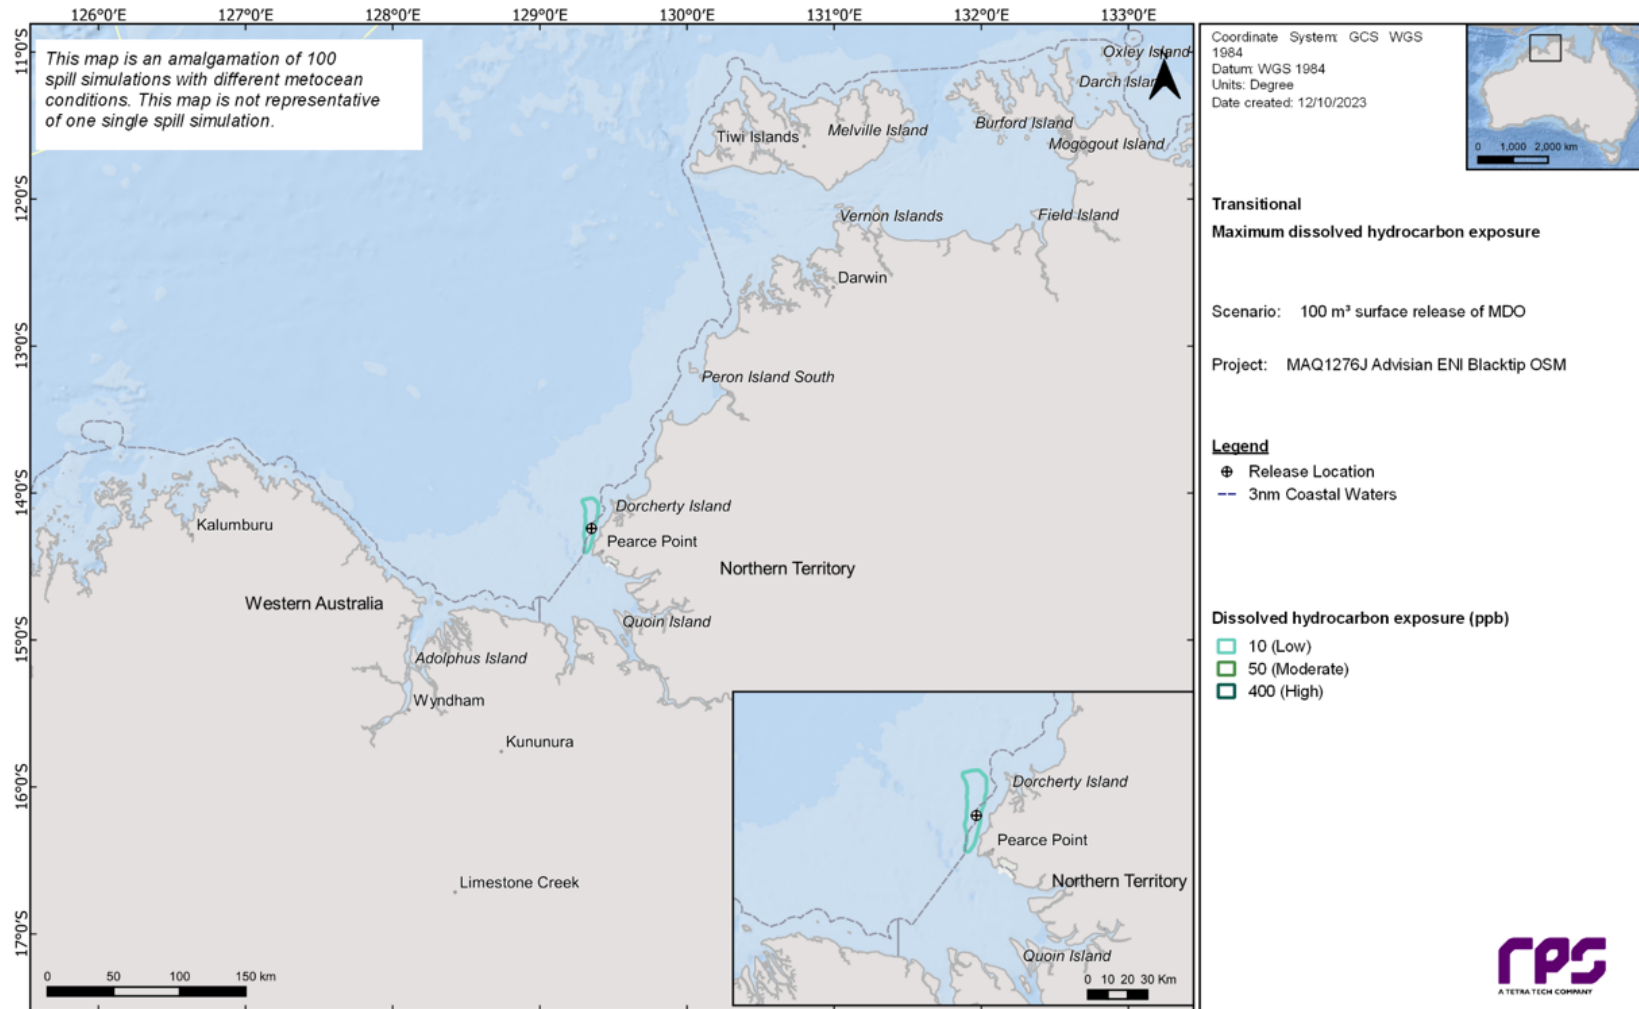 126°0'E 127°0'E 128°0'E 129°0'E 130°0'E 131°0'E 132°0'E 133°0'E
11°0'S
12°0'S
13°0'S
14°0'S
15°0'S
16°0'S
17°0'S
This map is an amalgamation of 100
spill simulations with different metocean
conditions. This map is not representative
of one single spill simulation.
Oxley Island
Darch Island
N
Tiwi Islands
Melville Island
Burford Island
Mogogout Island
Vernon Islands
Field Island
Darwin
Peron Island South
Dorcherty Island
Kalumburu
Pearce Point
Northern Territory
Western Australia
Quoin Island
Adolphus Island
Wyndham
Kununura
Limestone Creek
0 50 100 150 km
Dorcherty Island
Pearce Point
Northern Territory
Quoin Island
0 10 20 30 Km
Coordinate System: GCS WGS
1984
Datum: WGS 1984
Units: Degree
Date created: 12/10/2023
0 1,000 2,000 km
Transitional
Maximum dissolved hydrocarbon exposure
Scenario: 100 m³ surface release of MDO
Project: MAQ1276J Advisian ENI Blacktip OSM
Legend
Release Location
3nm Coastal Waters
Dissolved hydrocarbon exposure (ppb)
10 (Low)
50 (Moderate)
400 (High)
rps
A TETRA TECH COMPANY